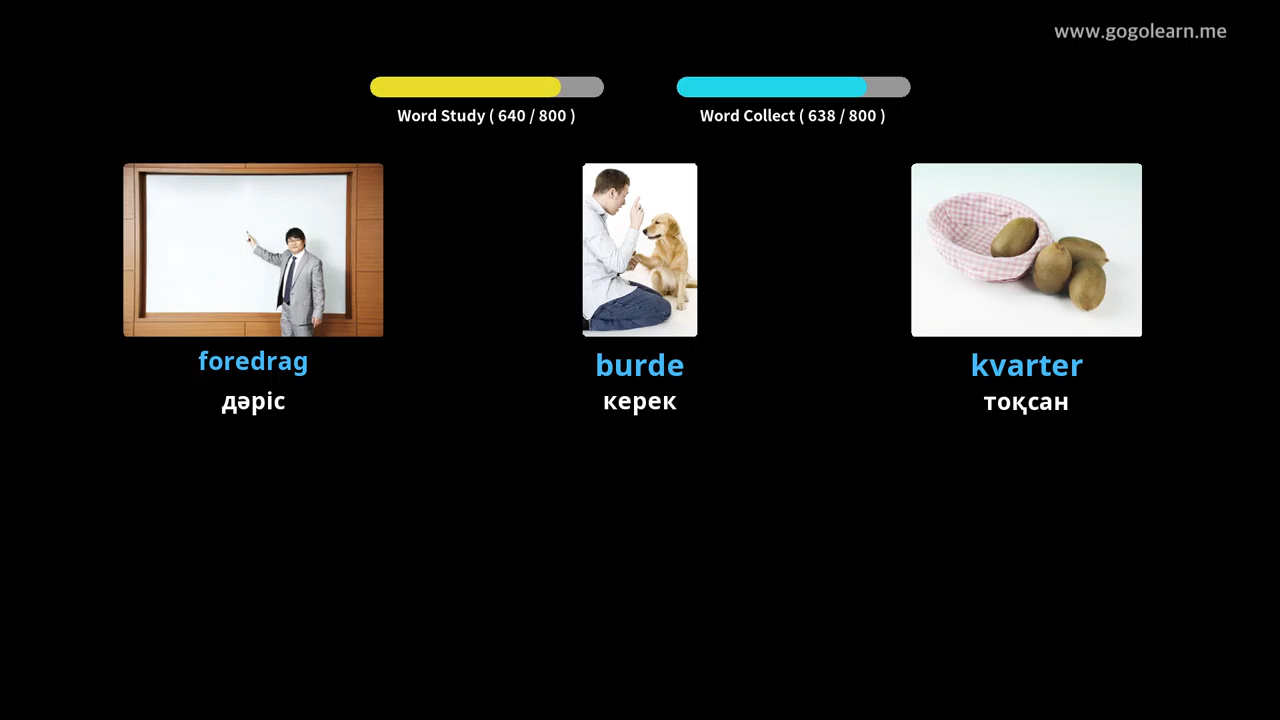 www.gogolearn.me
Word Study ( 640 / 800 )
Word Collect ( 638 / 800 )
foredrag
дәріс
burde
керек
kvarter
тоқсан